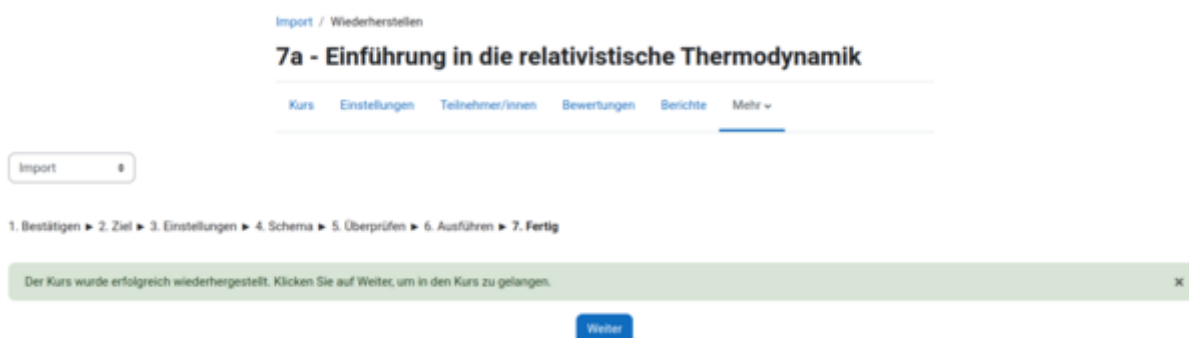 Import / Wiederherstellen
7a - Einführung in die relativistische Thermodynamik
Kurs Einstellungen Teilnehmer/innen Bewertungen Berichte Mehr
Import
1. Bestätigen ► 2. Ziel ► 3. Einstellungen ► 4. Schema ► 5. Überprüfen ► 6. Ausführen ► 7. Fertig
Der Kurs wurde erfolgreich wiederhergestellt. Klicken Sie auf Weiter, um in den Kurs zu gelangen. ×
Weiter